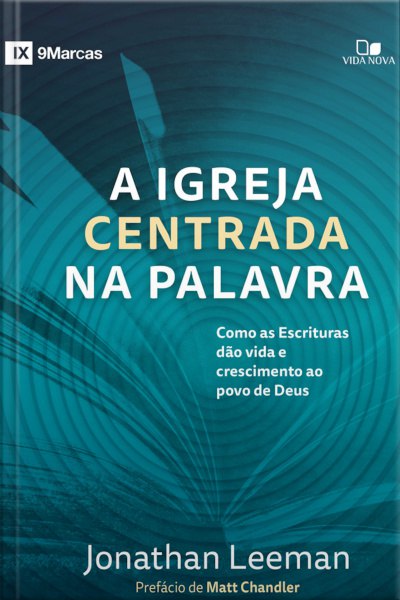 IX 9Marcas
VIDA NOVA
A IGREJA
CENTRADA
NA PALAVRA
Como as Escrituras
dão vida e
crescimento ao
povo de Deus
Jonathan Leeman
Prefácio de Matt Chandler